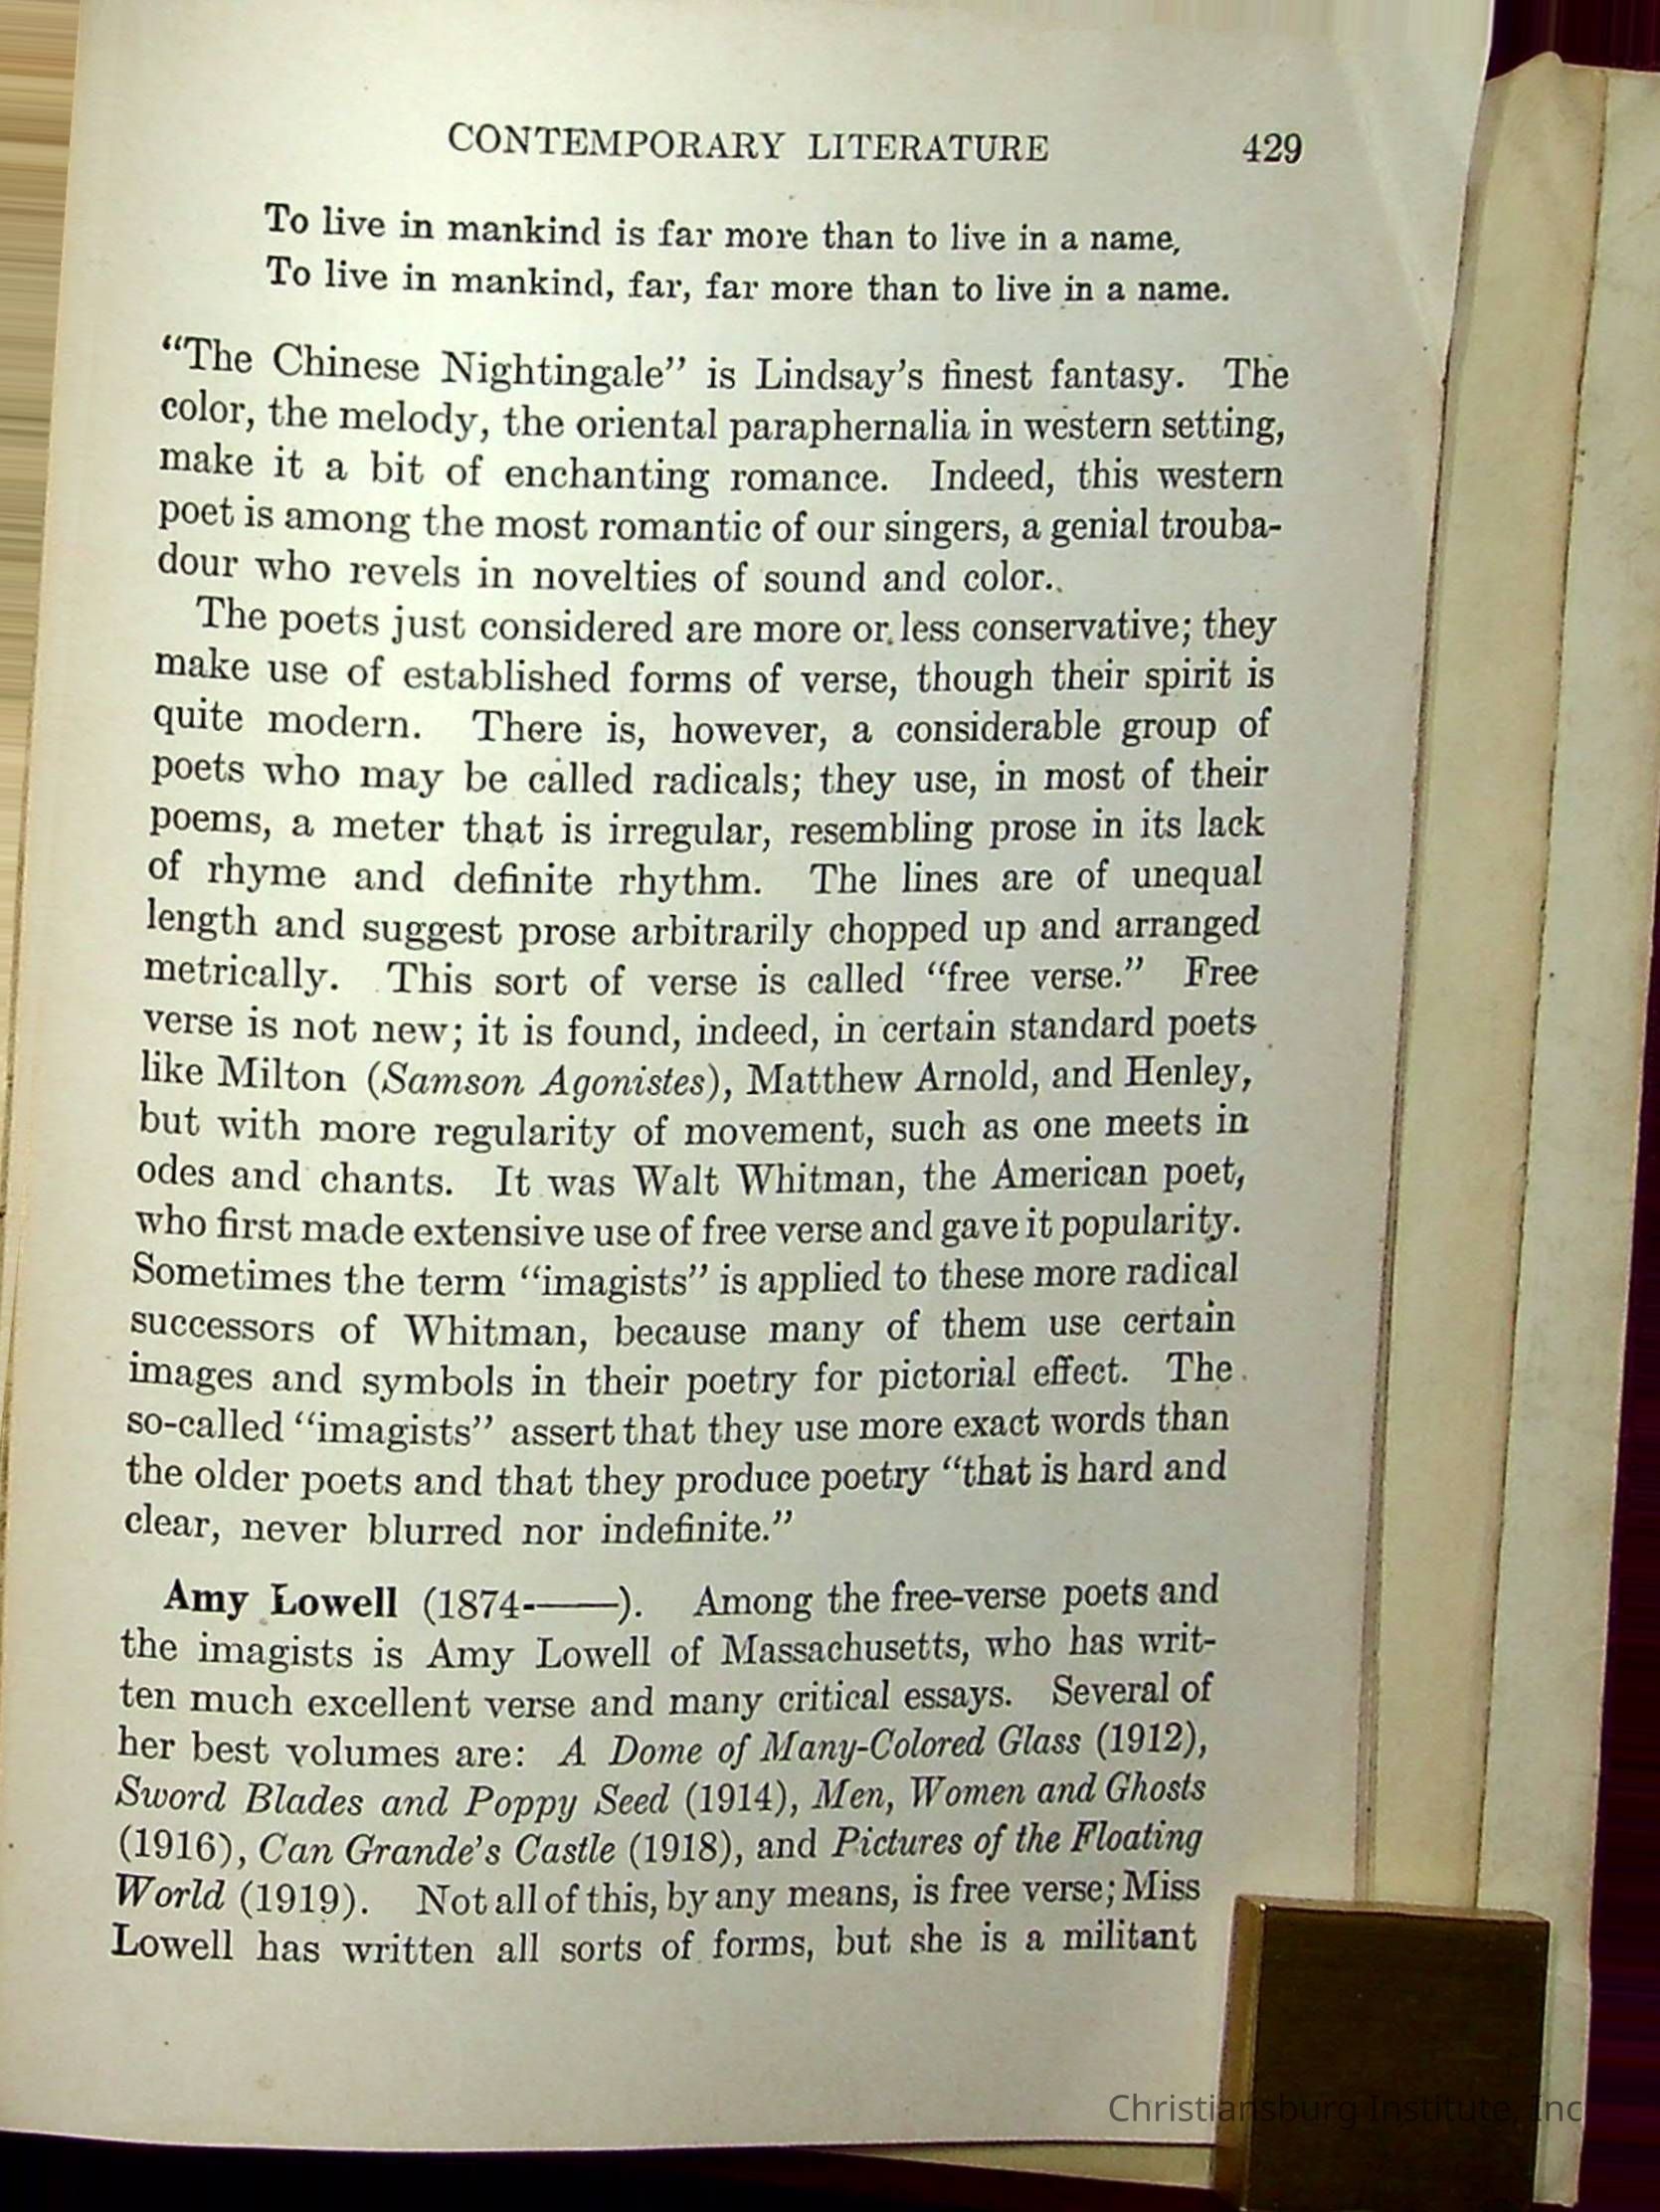 CONTEMPORARY LITERATURE 429
To live in mankind is far more than to live in a name,
To live in mankind, far, far more than to live in a name.
“The Chinese Nightingale” is Lindsay’s finest fantasy. The
color, the melody, the oriental paraphernalia in western setting,
make it a bit of enchanting romance. Indeed, this western
poet is among the most romantic of our singers, a genial trouba-
dour who revels in novelties of sound and color.
The poets just considered are more or less conservative; they
make use of established forms of verse, though their spirit is
quite modern. There is, however, a considerable group of
poets who may be called radicals; they use, in most of their
poems, a meter that is irregular, resembling prose in its lack
of rhyme and definite rhythm. The lines are of unequal
length and suggest prose arbitrarily chopped up and arranged
metrically. This sort of verse is called “free verse.” Free
verse is not new; it is found, indeed, in certain standard poets
like Milton (Samson Agonistes), Matthew Arnold, and Henley,
but with more regularity of movement, such as one meets in
odes and chants. It was Walt Whitman, the American poet,
who first made extensive use of free verse and gave it popularity.
Sometimes the term “imagists” is applied to these more radical
successors of Whitman, because many of them use certain
images and symbols in their poetry for pictorial effect. The
so-called “imagists” assert that they use more exact words than
the older poets and that they produce poetry “that is hard and
clear, never blurred nor indefinite.”
Amy Lowell (1874-——). Among the free-verse poets and
the imagists is Amy Lowell of Massachusetts, who has writ-
ten much excellent verse and many critical essays. Several of
her best volumes are: A Dome of Many-Colored Glass (1912),
Sword Blades and Poppy Seed (1914), Men, Women and Ghosts
(1916), Can Grande’s Castle (1918), and Pictures of the Floating
World (1919). Not all of this, by any means, is free verse; Miss
Lowell has written all sorts of forms, but she is a militant
Christiansburg Institute, Inc